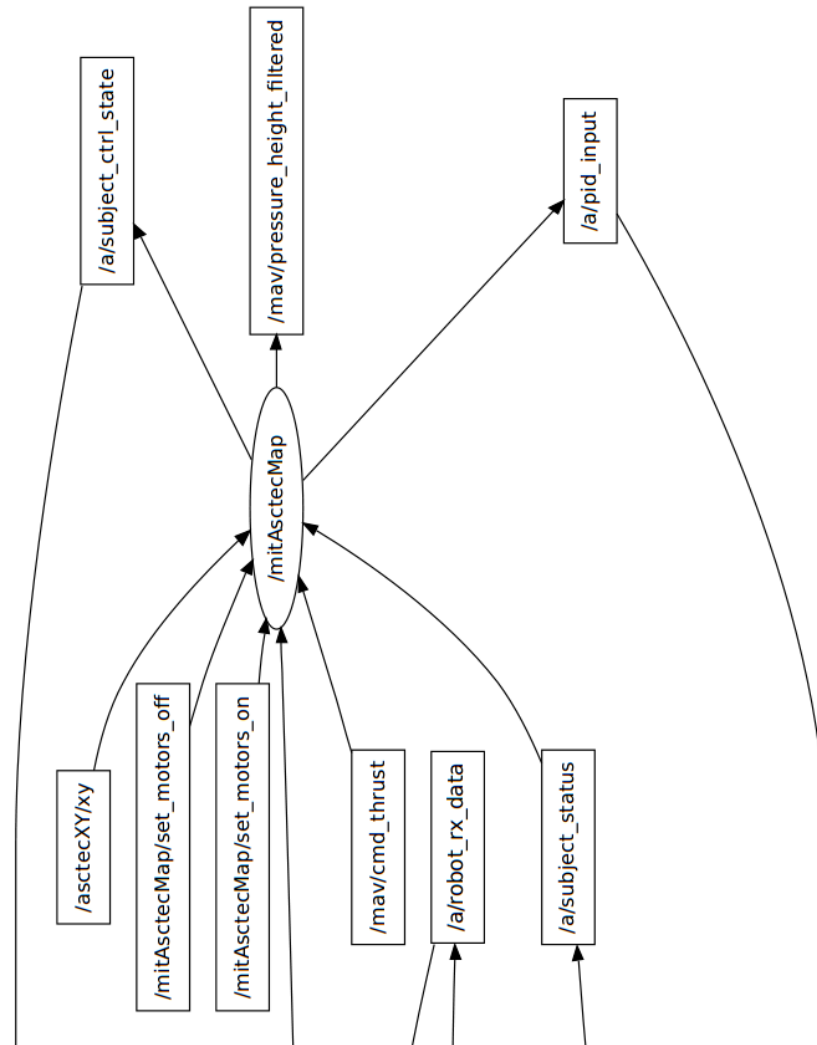 /a/subject_ctrl_state
/mav/pressure_height_filtered
/a/pid_input
/mitAsctecMap
/asctecXY/xy
/mitAsctecMap/set_motors_off
/mitAsctecMap/set_motors_on
/mav/cmd_thrust
/a/robot_rx_data
/a/subject_status